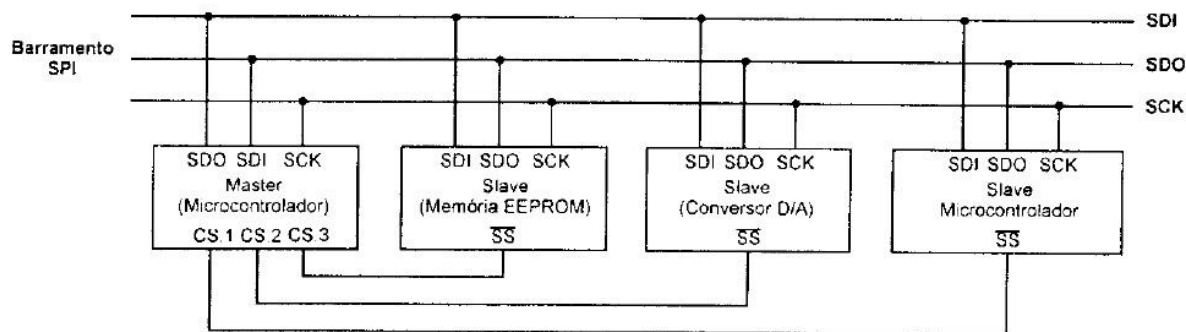 SDI
Barramento
SPI
SDO
SCK
SDO SDI SCK
Master
(Microcontrolador)
CS.1 CS.2 CS.3
SDI SDO SCK
Slave
(Memória EEPROM)
SS
SDI SDO SCK
Slave
(Conversor D/A)
SS
SDI SDO SCK
Slave
Microcontrolador
SS